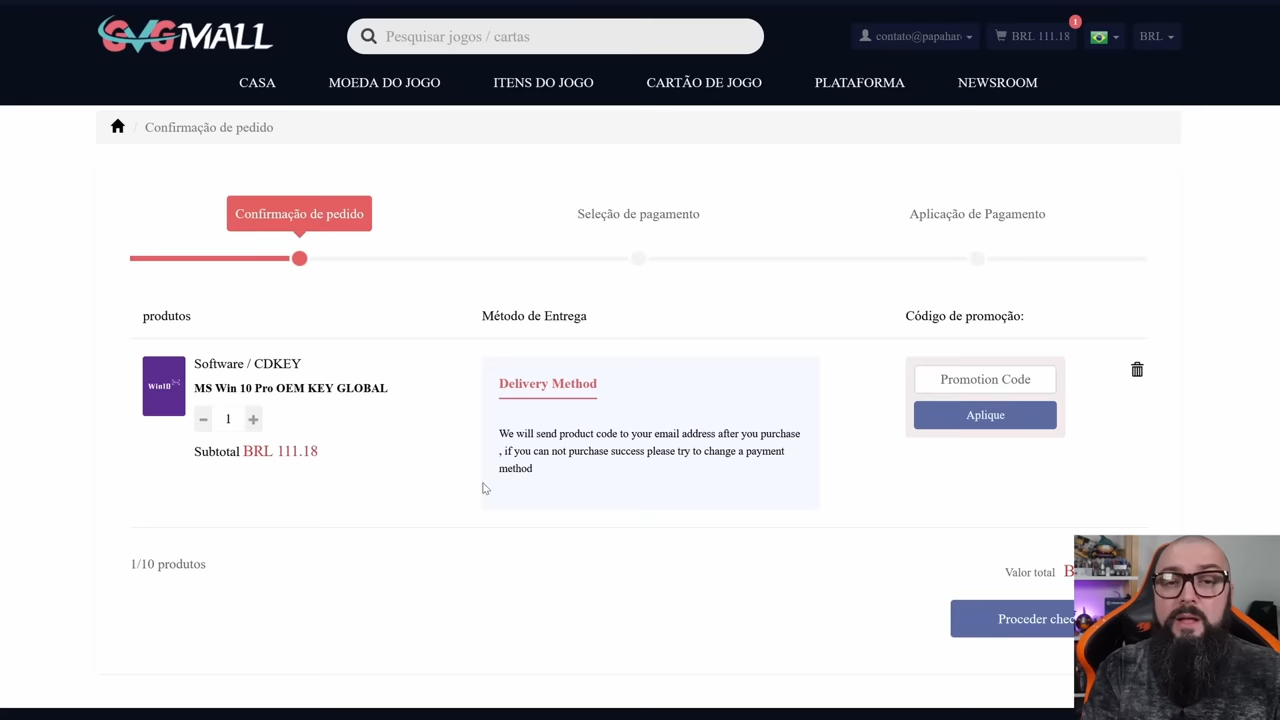 GVGMALL
Pesquisar jogos / cartas
contato@papahar
BRL 111.18
1
BRL
CASA
MOEDA DO JOGO
ITENS DO JOGO
CARTÃO DE JOGO
PLATAFORMA
NEWSROOM
/ Confirmação de pedido
Confirmação de pedido
Seleção de pagamento
Aplicação de Pagamento
produtos
Método de Entrega
Código de promoção:
Win10
Software / CDKEY
MS Win 10 Pro OEM KEY GLOBAL
− 1 +
Subtotal BRL 111.18
Delivery Method
We will send product code to your email address after you purchase
, if you can not purchase success please try to change a payment
method
Promotion Code
Aplique
1/10 produtos
Valor total B
Proceder chec